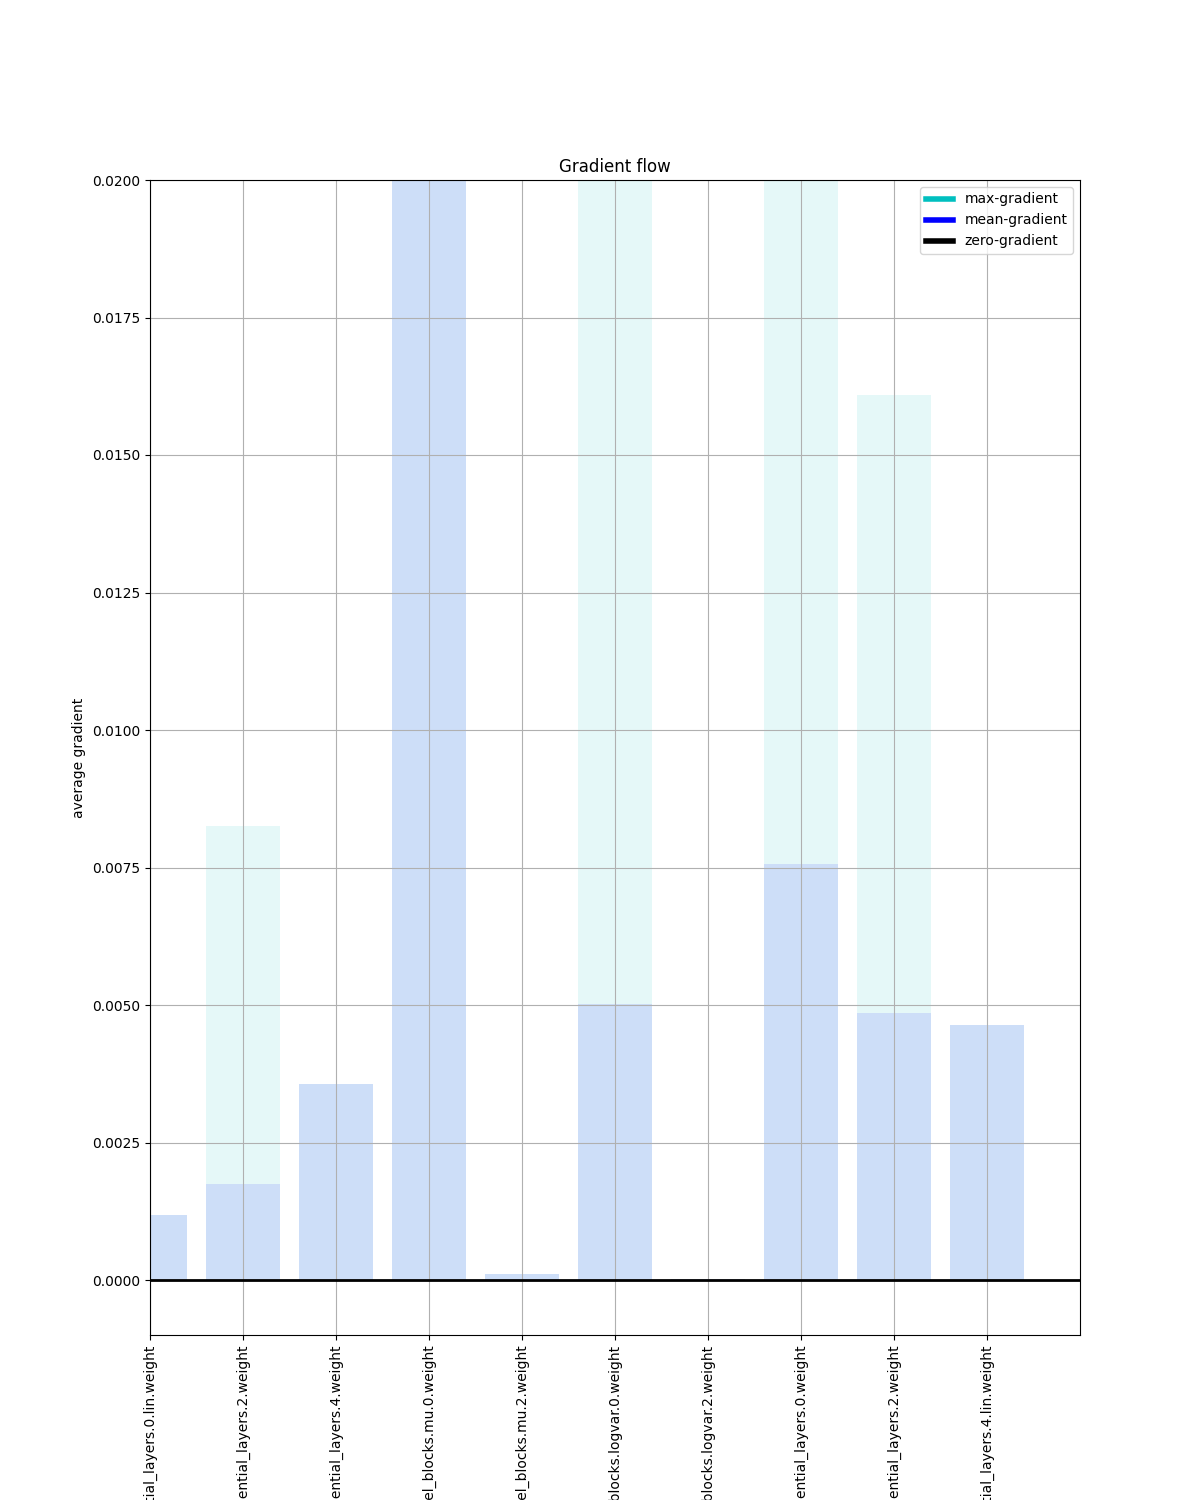 Gradient flow
max-gradient
mean-gradient
zero-gradient
0.0200
0.0175
0.0150
0.0125
0.0100
0.0075
0.0050
0.0025
0.0000
average gradient
tial_layers.0.lin.weight
ential_layers.2.weight
ential_layers.4.weight
el_blocks.mu.0.weight
el_blocks.mu.2.weight
blocks.logvar.0.weight
blocks.logvar.2.weight
ential_layers.0.weight
ential_layers.2.weight
tial_layers.4.lin.weight